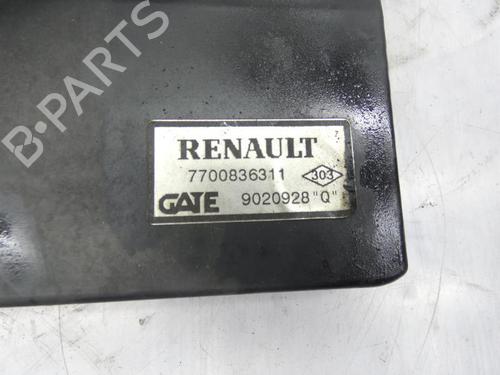 B-PARTS
RENAULT
7700836311 303
GATE 9020928 "Q"